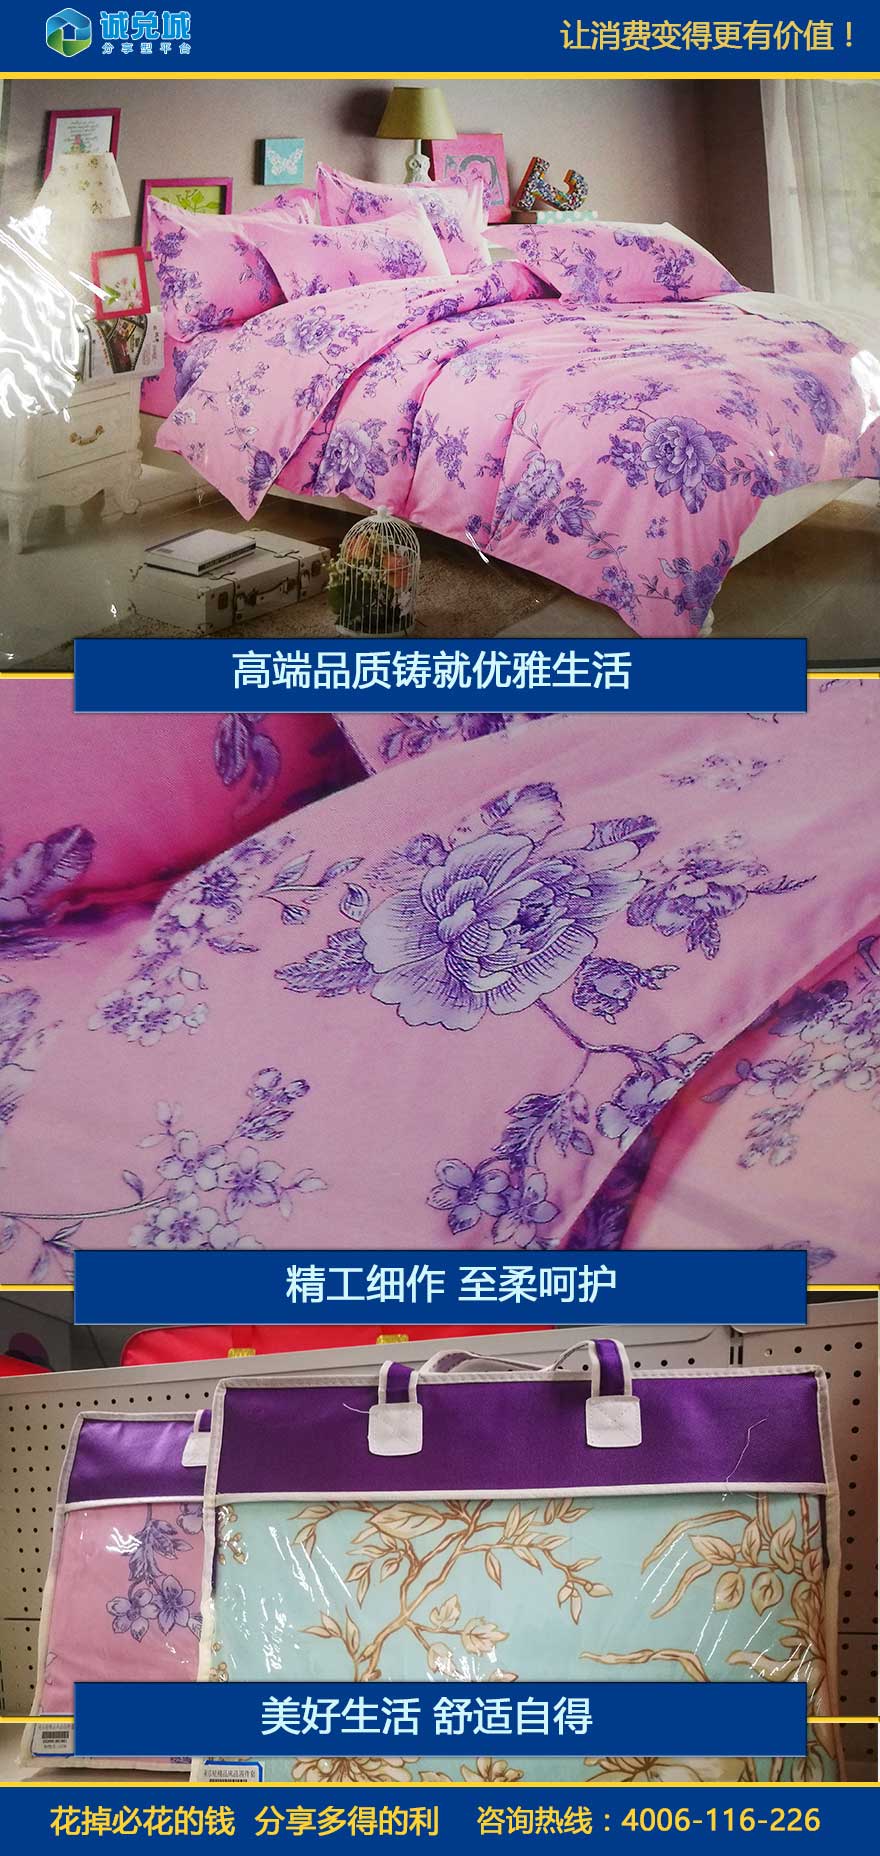 诚兑城
分享型平台
让消费变得更有价值！
高端品质铸就优雅生活
精工细作 至柔呵护
美好生活 舒适自得
花掉必花的钱 分享多得的利 咨询热线：4006-116-226